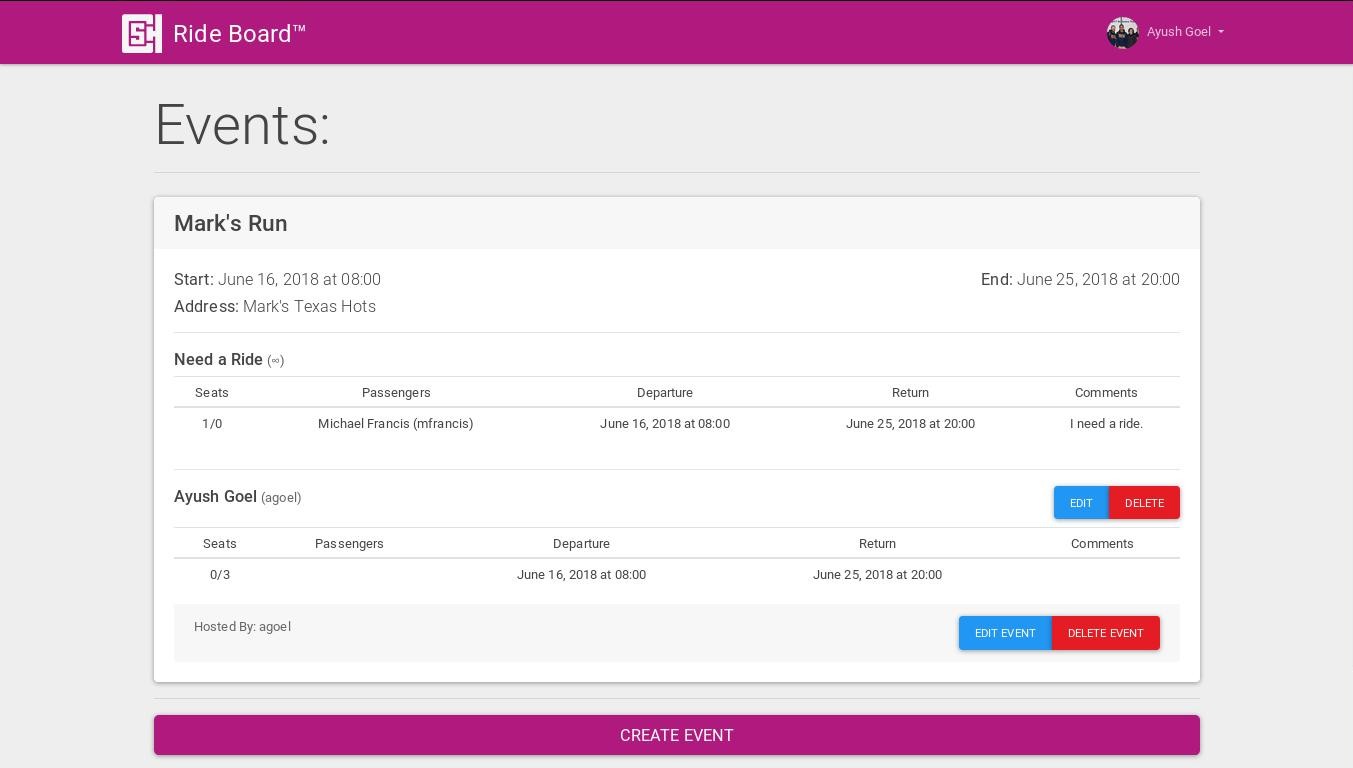 Ride Board™
Ayush Goel
Events:
Mark's Run
Start: June 16, 2018 at 08:00 End: June 25, 2018 at 20:00
Address: Mark's Texas Hots
Need a Ride (∞)
Seats Passengers Departure Return Comments
1/0 Michael Francis (mfrancis) June 16, 2018 at 08:00 June 25, 2018 at 20:00 I need a ride.
Ayush Goel (agoel) EDIT DELETE
Seats Passengers Departure Return Comments
0/3 June 16, 2018 at 08:00 June 25, 2018 at 20:00
Hosted By: agoel EDIT EVENT DELETE EVENT
CREATE EVENT